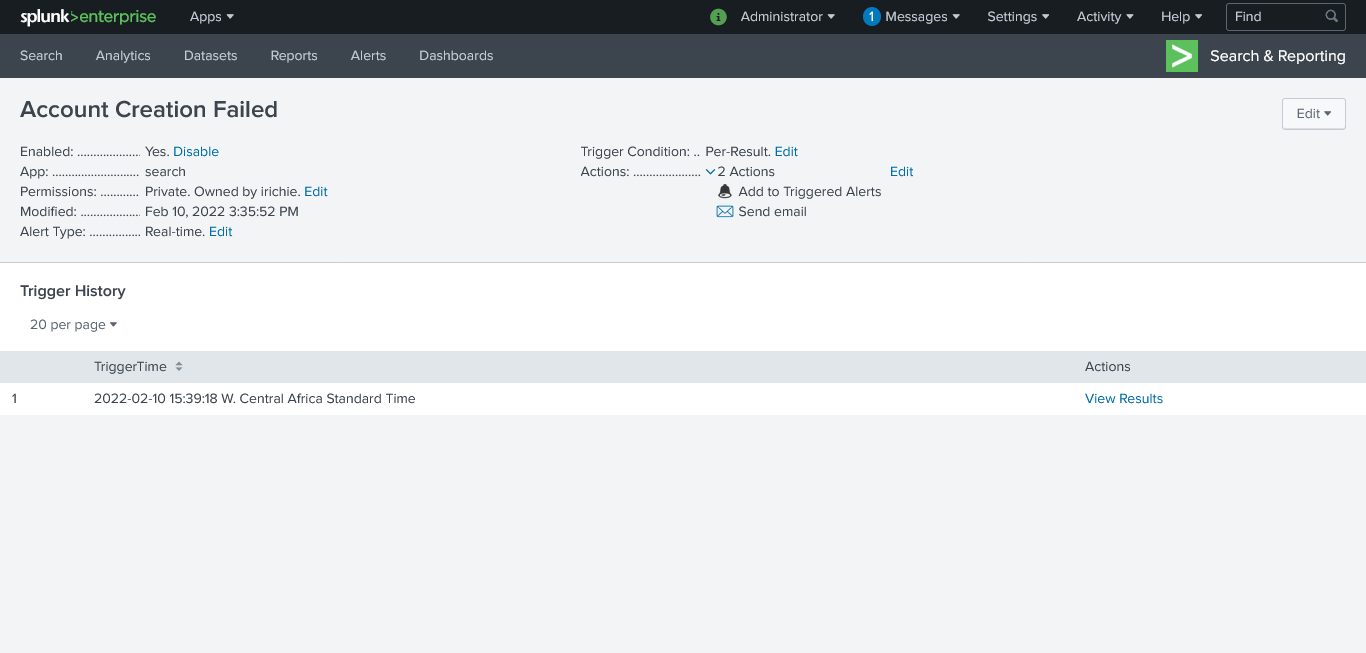 splunk>enterprise Apps i Administrator 1 Messages Settings Activity Help Find
Search Analytics Datasets Reports Alerts Dashboards > Search & Reporting
Account Creation Failed Edit
Enabled: .................... Yes. Disable
App: ........................... search
Permissions: ............ Private. Owned by irichie. Edit
Modified: ................... Feb 10, 2022 3:35:52 PM
Alert Type: ................ Real-time. Edit
Trigger Condition: .. Per-Result. Edit
Actions: ..................... 2 Actions Edit
Add to Triggered Alerts
Send email
Trigger History
20 per page
TriggerTime Actions
1 2022-02-10 15:39:18 W. Central Africa Standard Time View Results